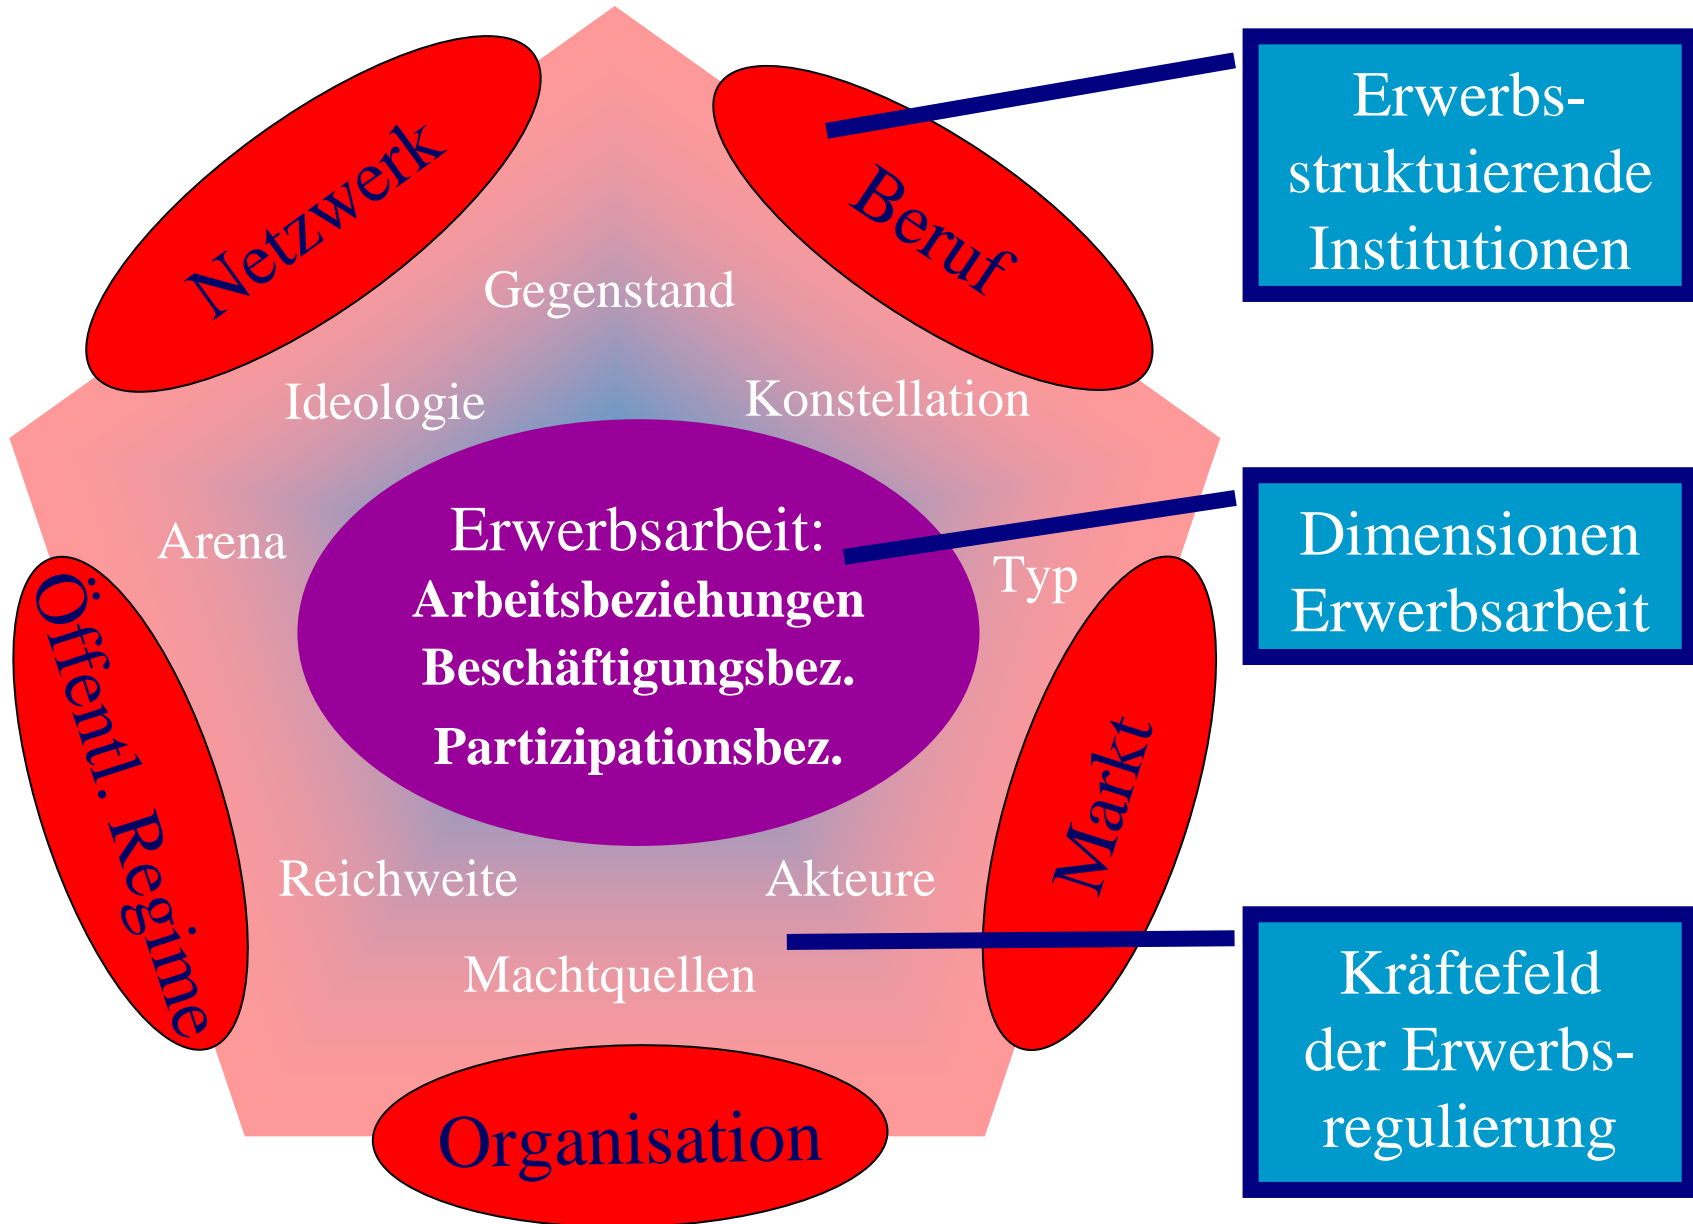 Netzwerk
Beruf
Gegenstand
Ideologie
Konstellation
Arena
Typ
Erwerbsarbeit:
Arbeitsbeziehungen
Beschäftigungsbez.
Partizipationsbez.
Öffentl. Regime
Markt
Reichweite
Akteure
Machtquellen
Organisation
Erwerbs-
struktuierende
Institutionen
Dimensionen
Erwerbsarbeit
Kräftefeld
der Erwerbs-
regulierung